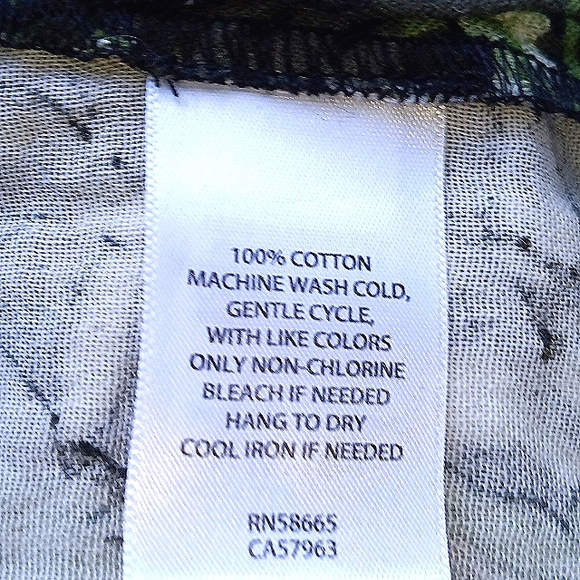 100% COTTON
MACHINE WASH COLD,
GENTLE CYCLE,
WITH LIKE COLORS
ONLY NON-CHLORINE
BLEACH IF NEEDED
HANG TO DRY
COOL IRON IF NEEDED
RN58665
CA57963